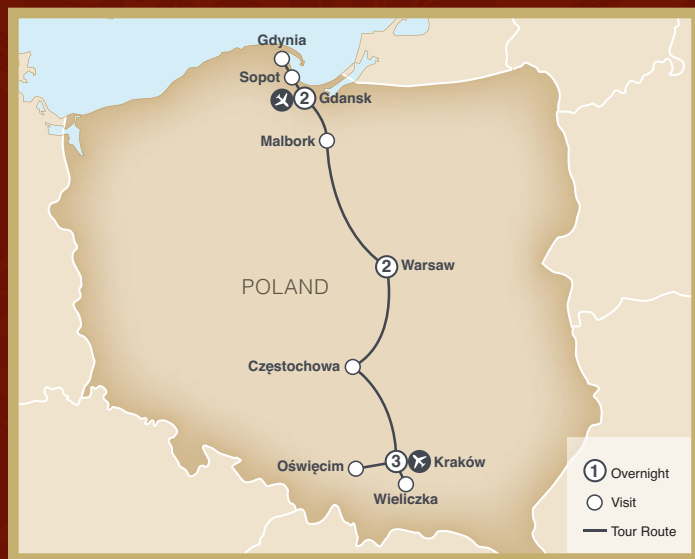 Gdynia
Sopot
2 Gdansk
Malbork
2 Warsaw
POLAND
Częstochowa
Oświęcim
3 Kraków
Wieliczka
1 Overnight
Visit
Tour Route